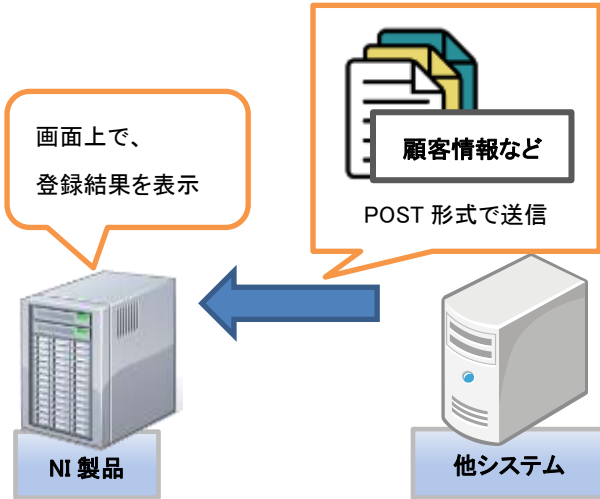 画面上で、
登録結果を表示
顧客情報など
POST 形式で送信
NI 製品
他システム